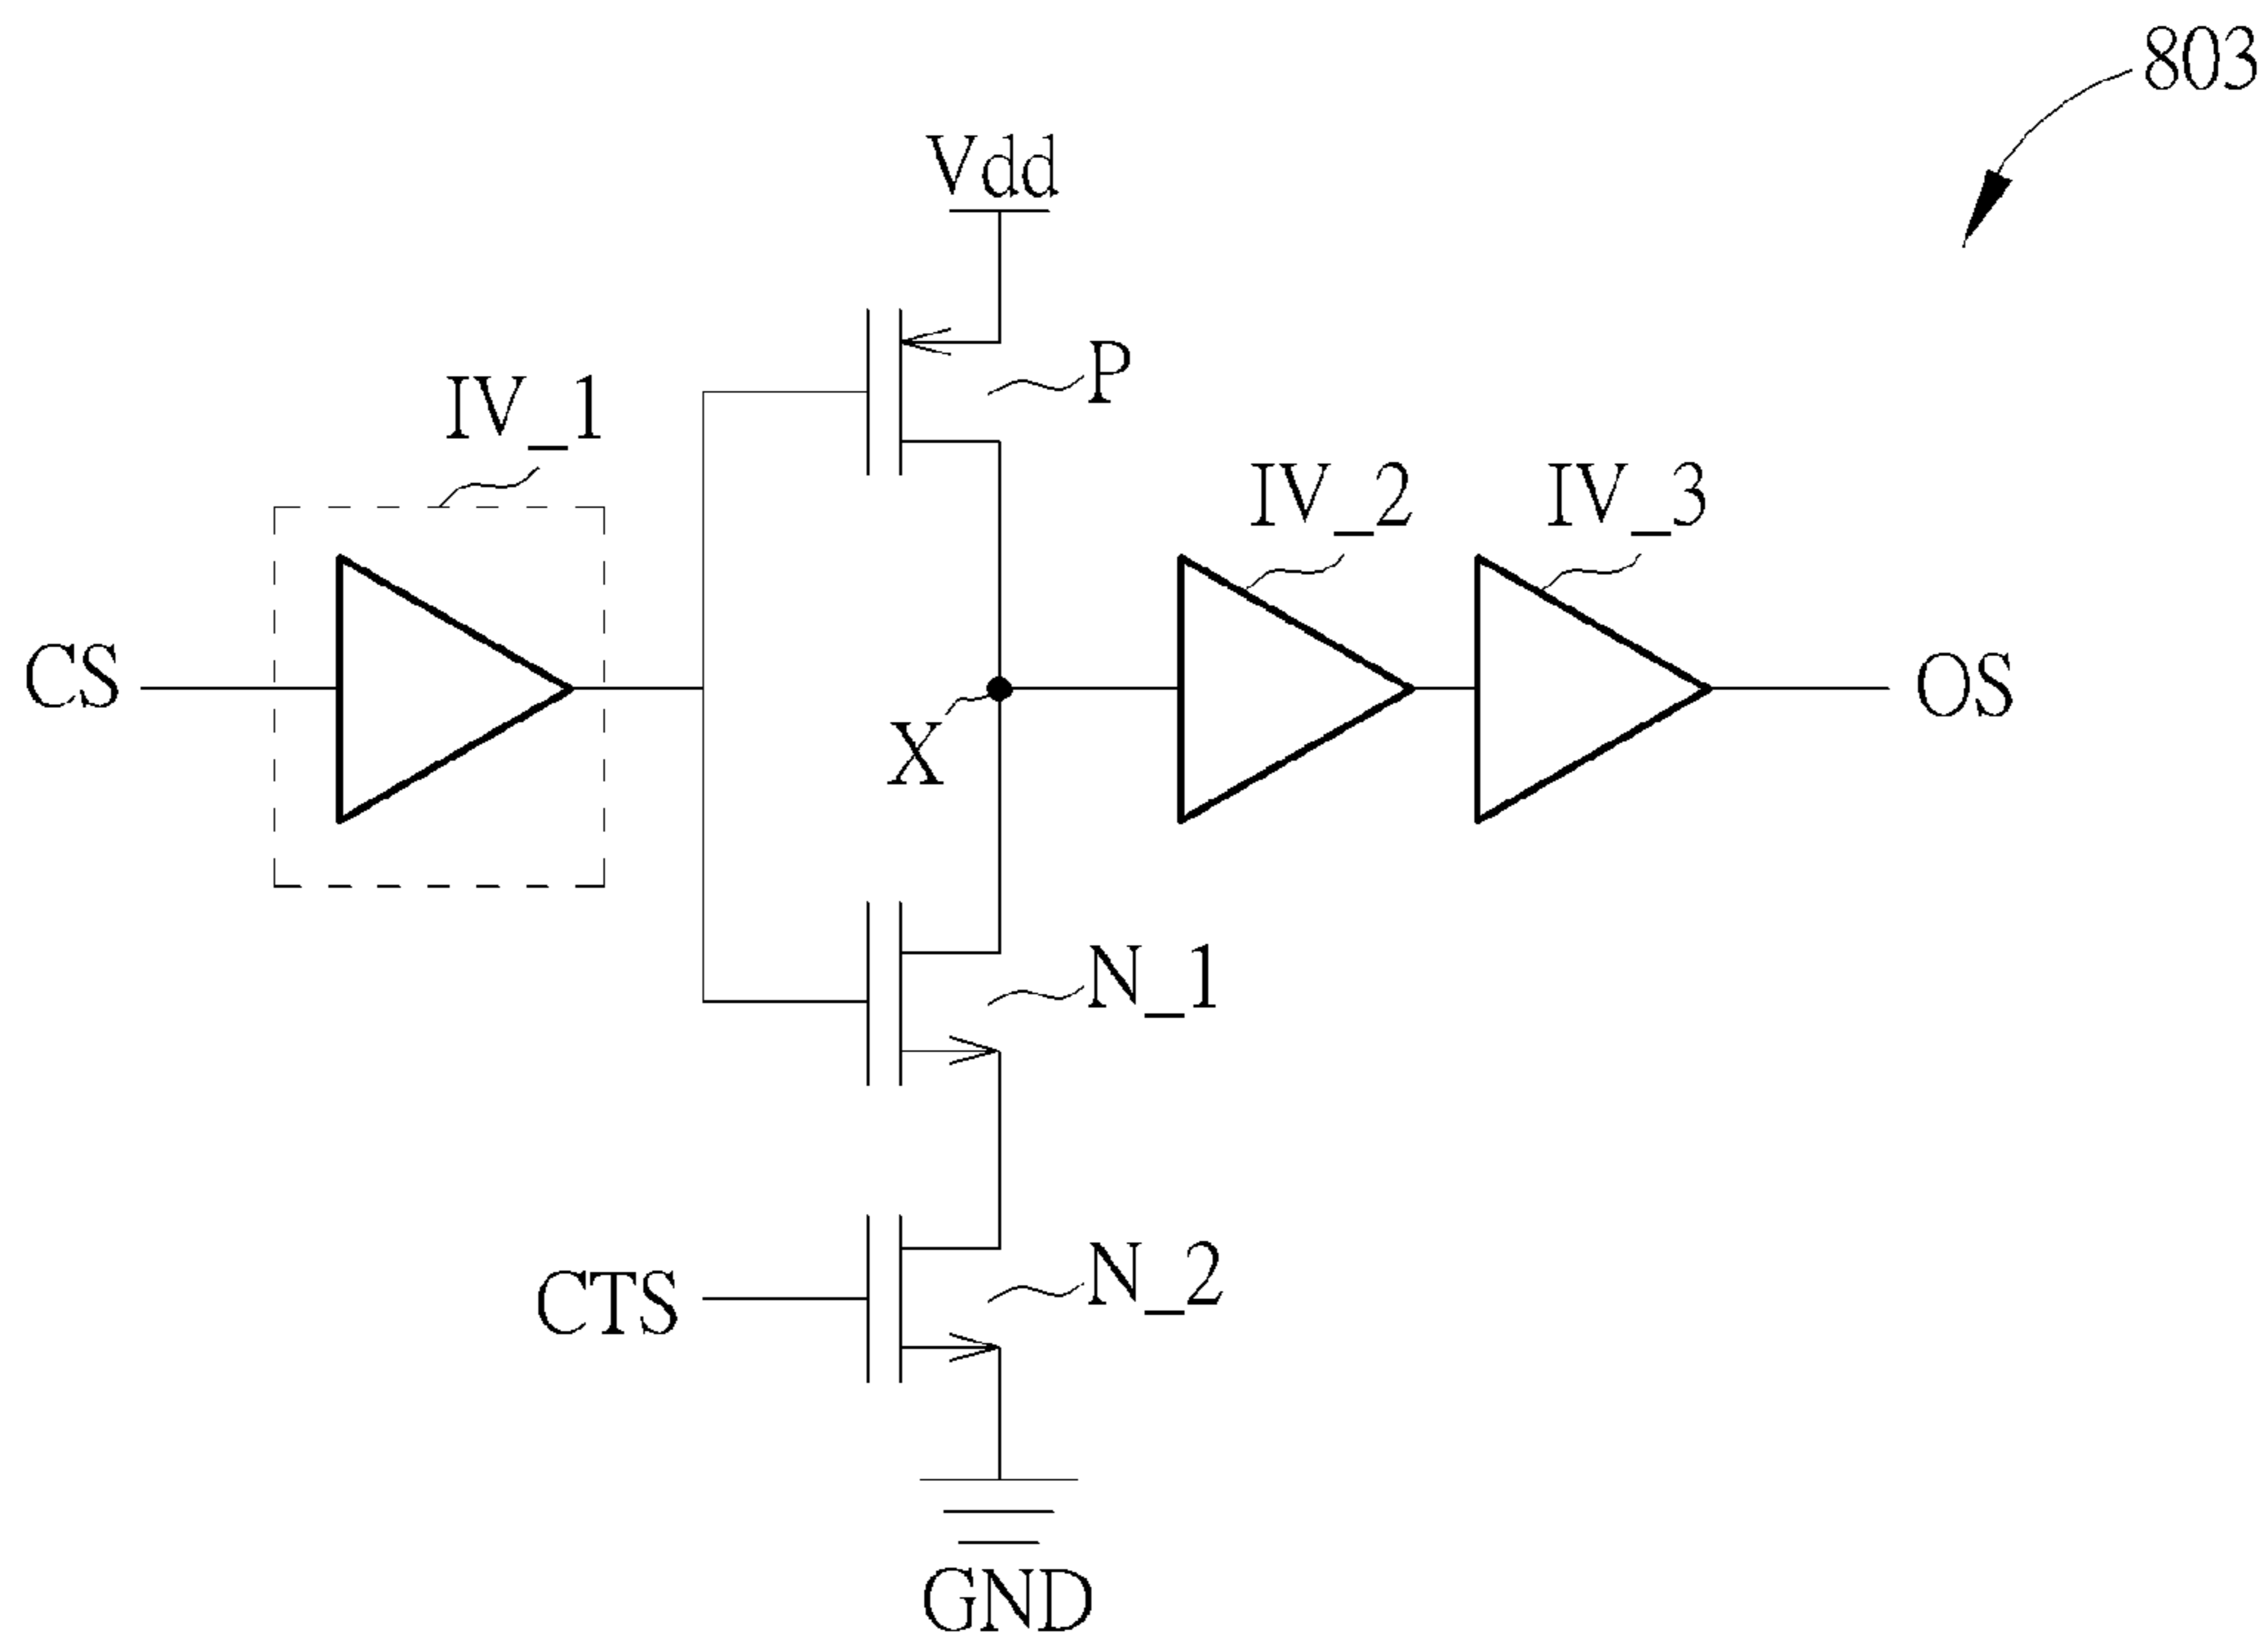 803
Vdd
P
IV_1
IV_2
IV_3
CS
OS
X
N_1
N_2
CTS
GND